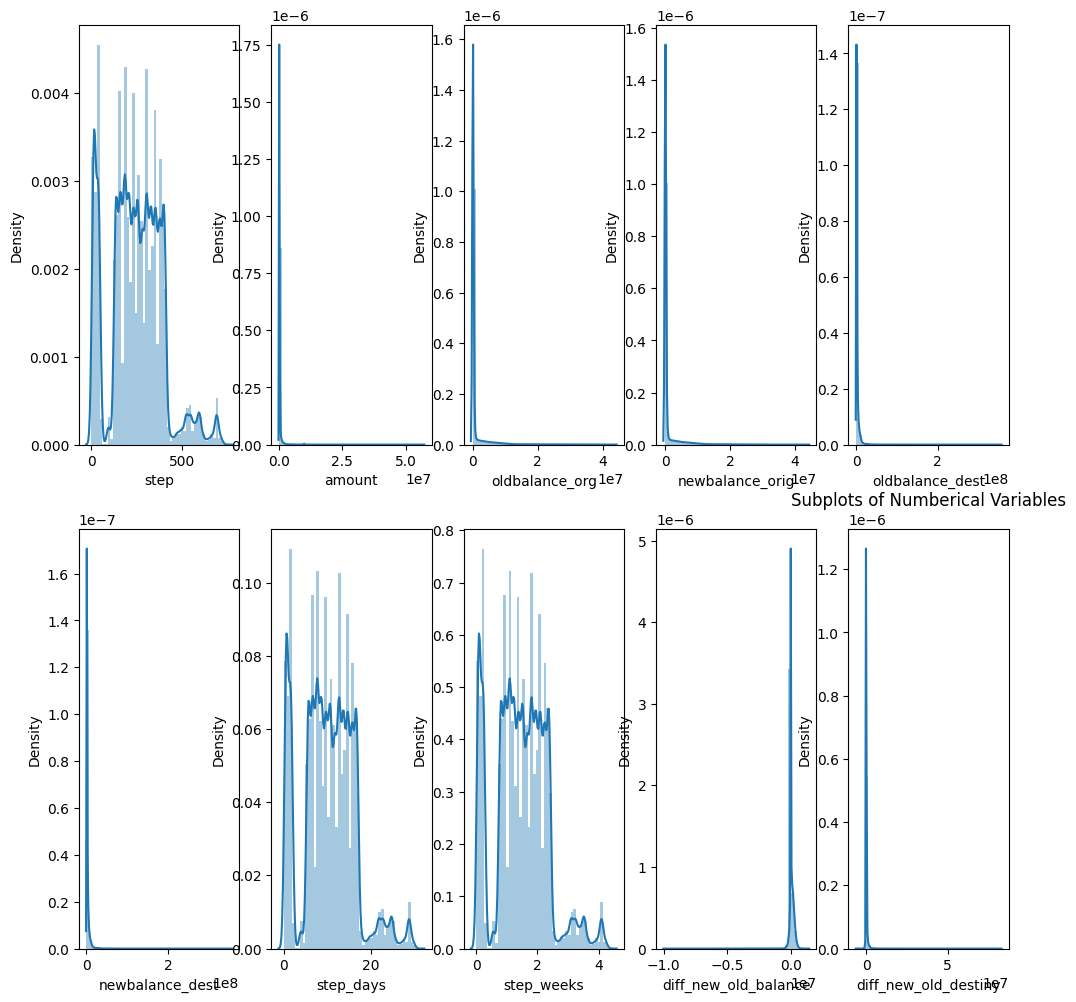 1e−6 1e−6 1e−6 1e−7
Density 0.000 0.001 0.002 0.003 0.004
0 500
step
Density 0.00 0.25 0.50 0.75 1.00 1.25 1.50 1.75
0.0 2.5 5.0
amount 1e7
Density 0.0 0.2 0.4 0.6 0.8 1.0 1.2 1.4 1.6
0 2 4
oldbalance_org 1e7
Density 0.0 0.2 0.4 0.6 0.8 1.0 1.2 1.4 1.6
0 2 4
newbalance_orig 1e7
Density 0.0 0.2 0.4 0.6 0.8 1.0 1.2 1.4
0 2
oldbalance_dest 1e8
Subplots of Numberical Variables
1e−7 1e−6 1e−6
Density 0.0 0.2 0.4 0.6 0.8 1.0 1.2 1.4 1.6
0 2
newbalance_dest 1e8
Density 0.00 0.02 0.04 0.06 0.08 0.10
0 20
step_days
Density 0.0 0.1 0.2 0.3 0.4 0.5 0.6 0.7 0.8
0 2 4
step_weeks
Density 0 1 2 3 4 5
−1.0 −0.5 0.0
diff_new_old_balance 1e7
Density 0.0 0.2 0.4 0.6 0.8 1.0 1.2
0 5
diff_new_old_destiny 1e7